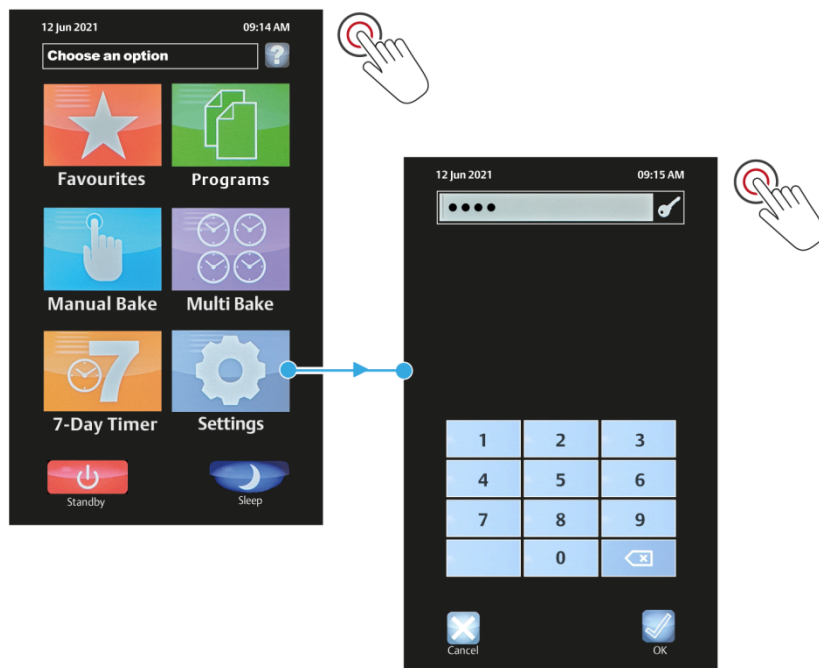 12 Jun 2021 09:14 AM
Choose an option
?
Favourites Programs
Manual Bake Multi Bake
7
7-Day Timer Settings
Standby Sleep
12 Jun 2021 09:15 AM
1 2 3
4 5 6
7 8 9
0
Cancel OK